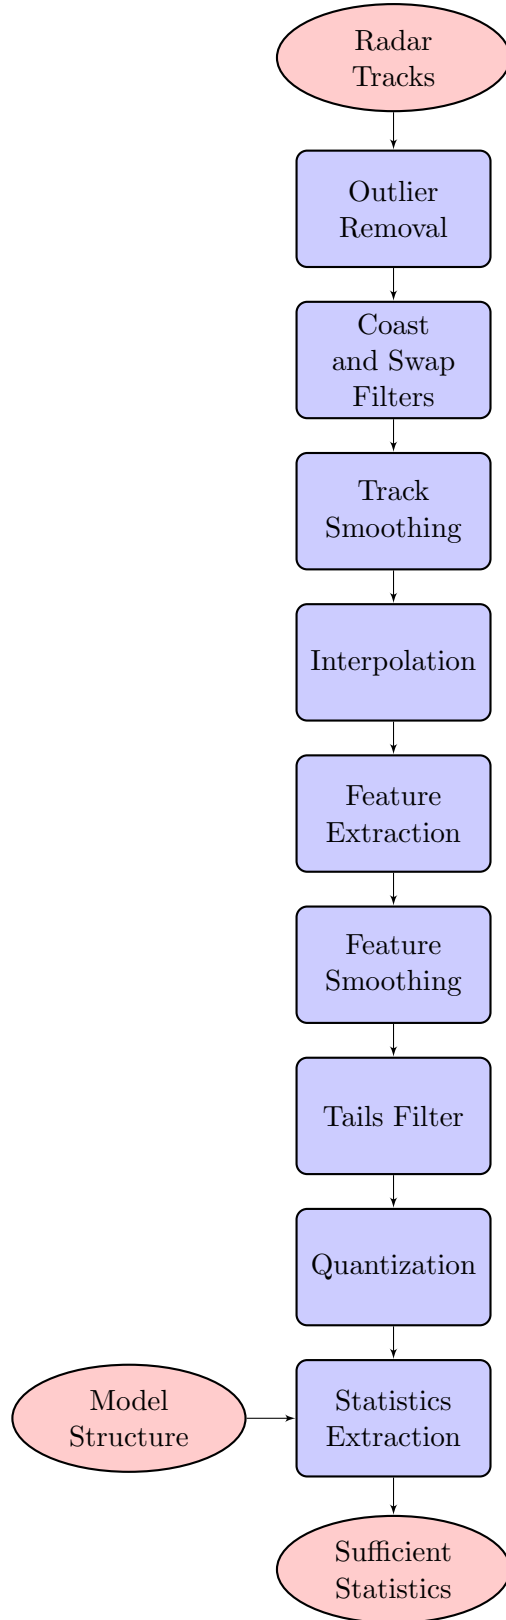 Radar
Tracks
Outlier
Removal
Coast
and Swap
Filters
Track
Smoothing
Interpolation
Feature
Extraction
Feature
Smoothing
Tails Filter
Quantization
Model
Structure
Statistics
Extraction
Sufficient
Statistics